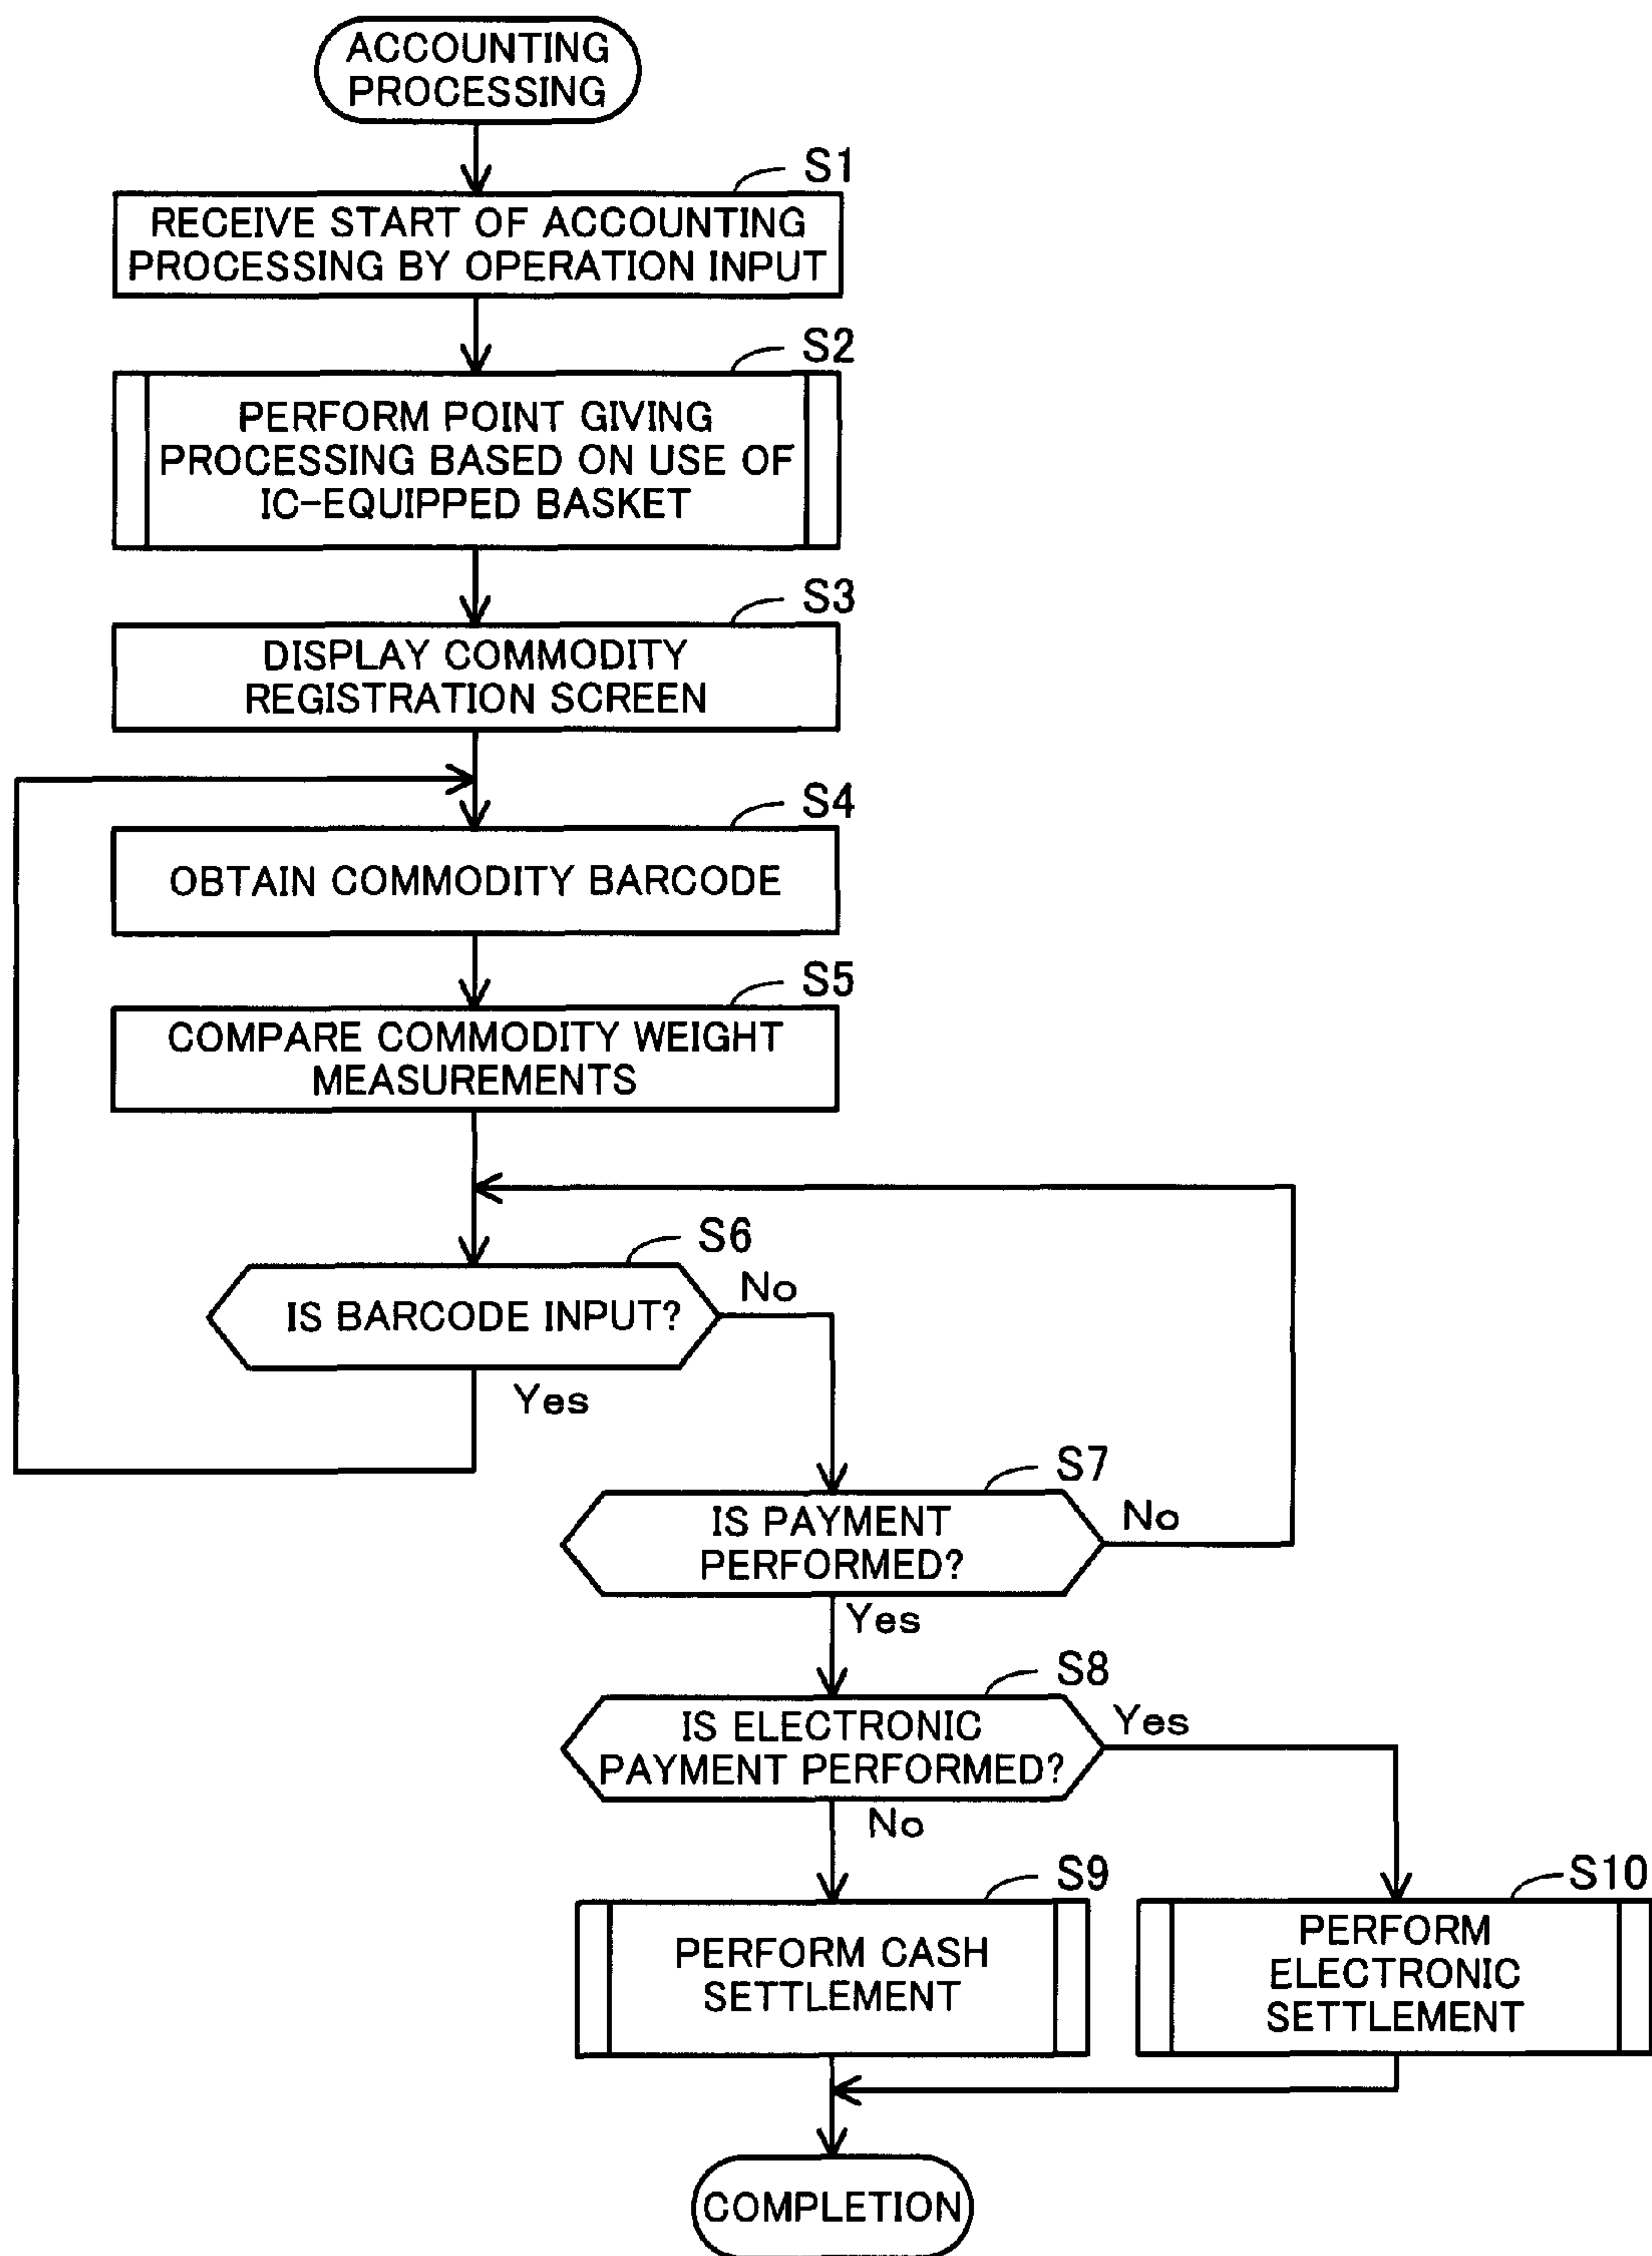 ACCOUNTING
PROCESSING
S1
RECEIVE START OF ACCOUNTING
PROCESSING BY OPERATION INPUT
S2
PERFORM POINT GIVING
PROCESSING BASED ON USE OF
IC-EQUIPPED BASKET
S3
DISPLAY COMMODITY
REGISTRATION SCREEN
S4
OBTAIN COMMODITY BARCODE
S5
COMPARE COMMODITY WEIGHT
MEASUREMENTS
S6
IS BARCODE INPUT?
No
Yes
S7
IS PAYMENT
PERFORMED?
No
Yes
S8
IS ELECTRONIC
PAYMENT PERFORMED?
Yes
No
S9
PERFORM CASH
SETTLEMENT
S10
PERFORM
ELECTRONIC
SETTLEMENT
COMPLETION